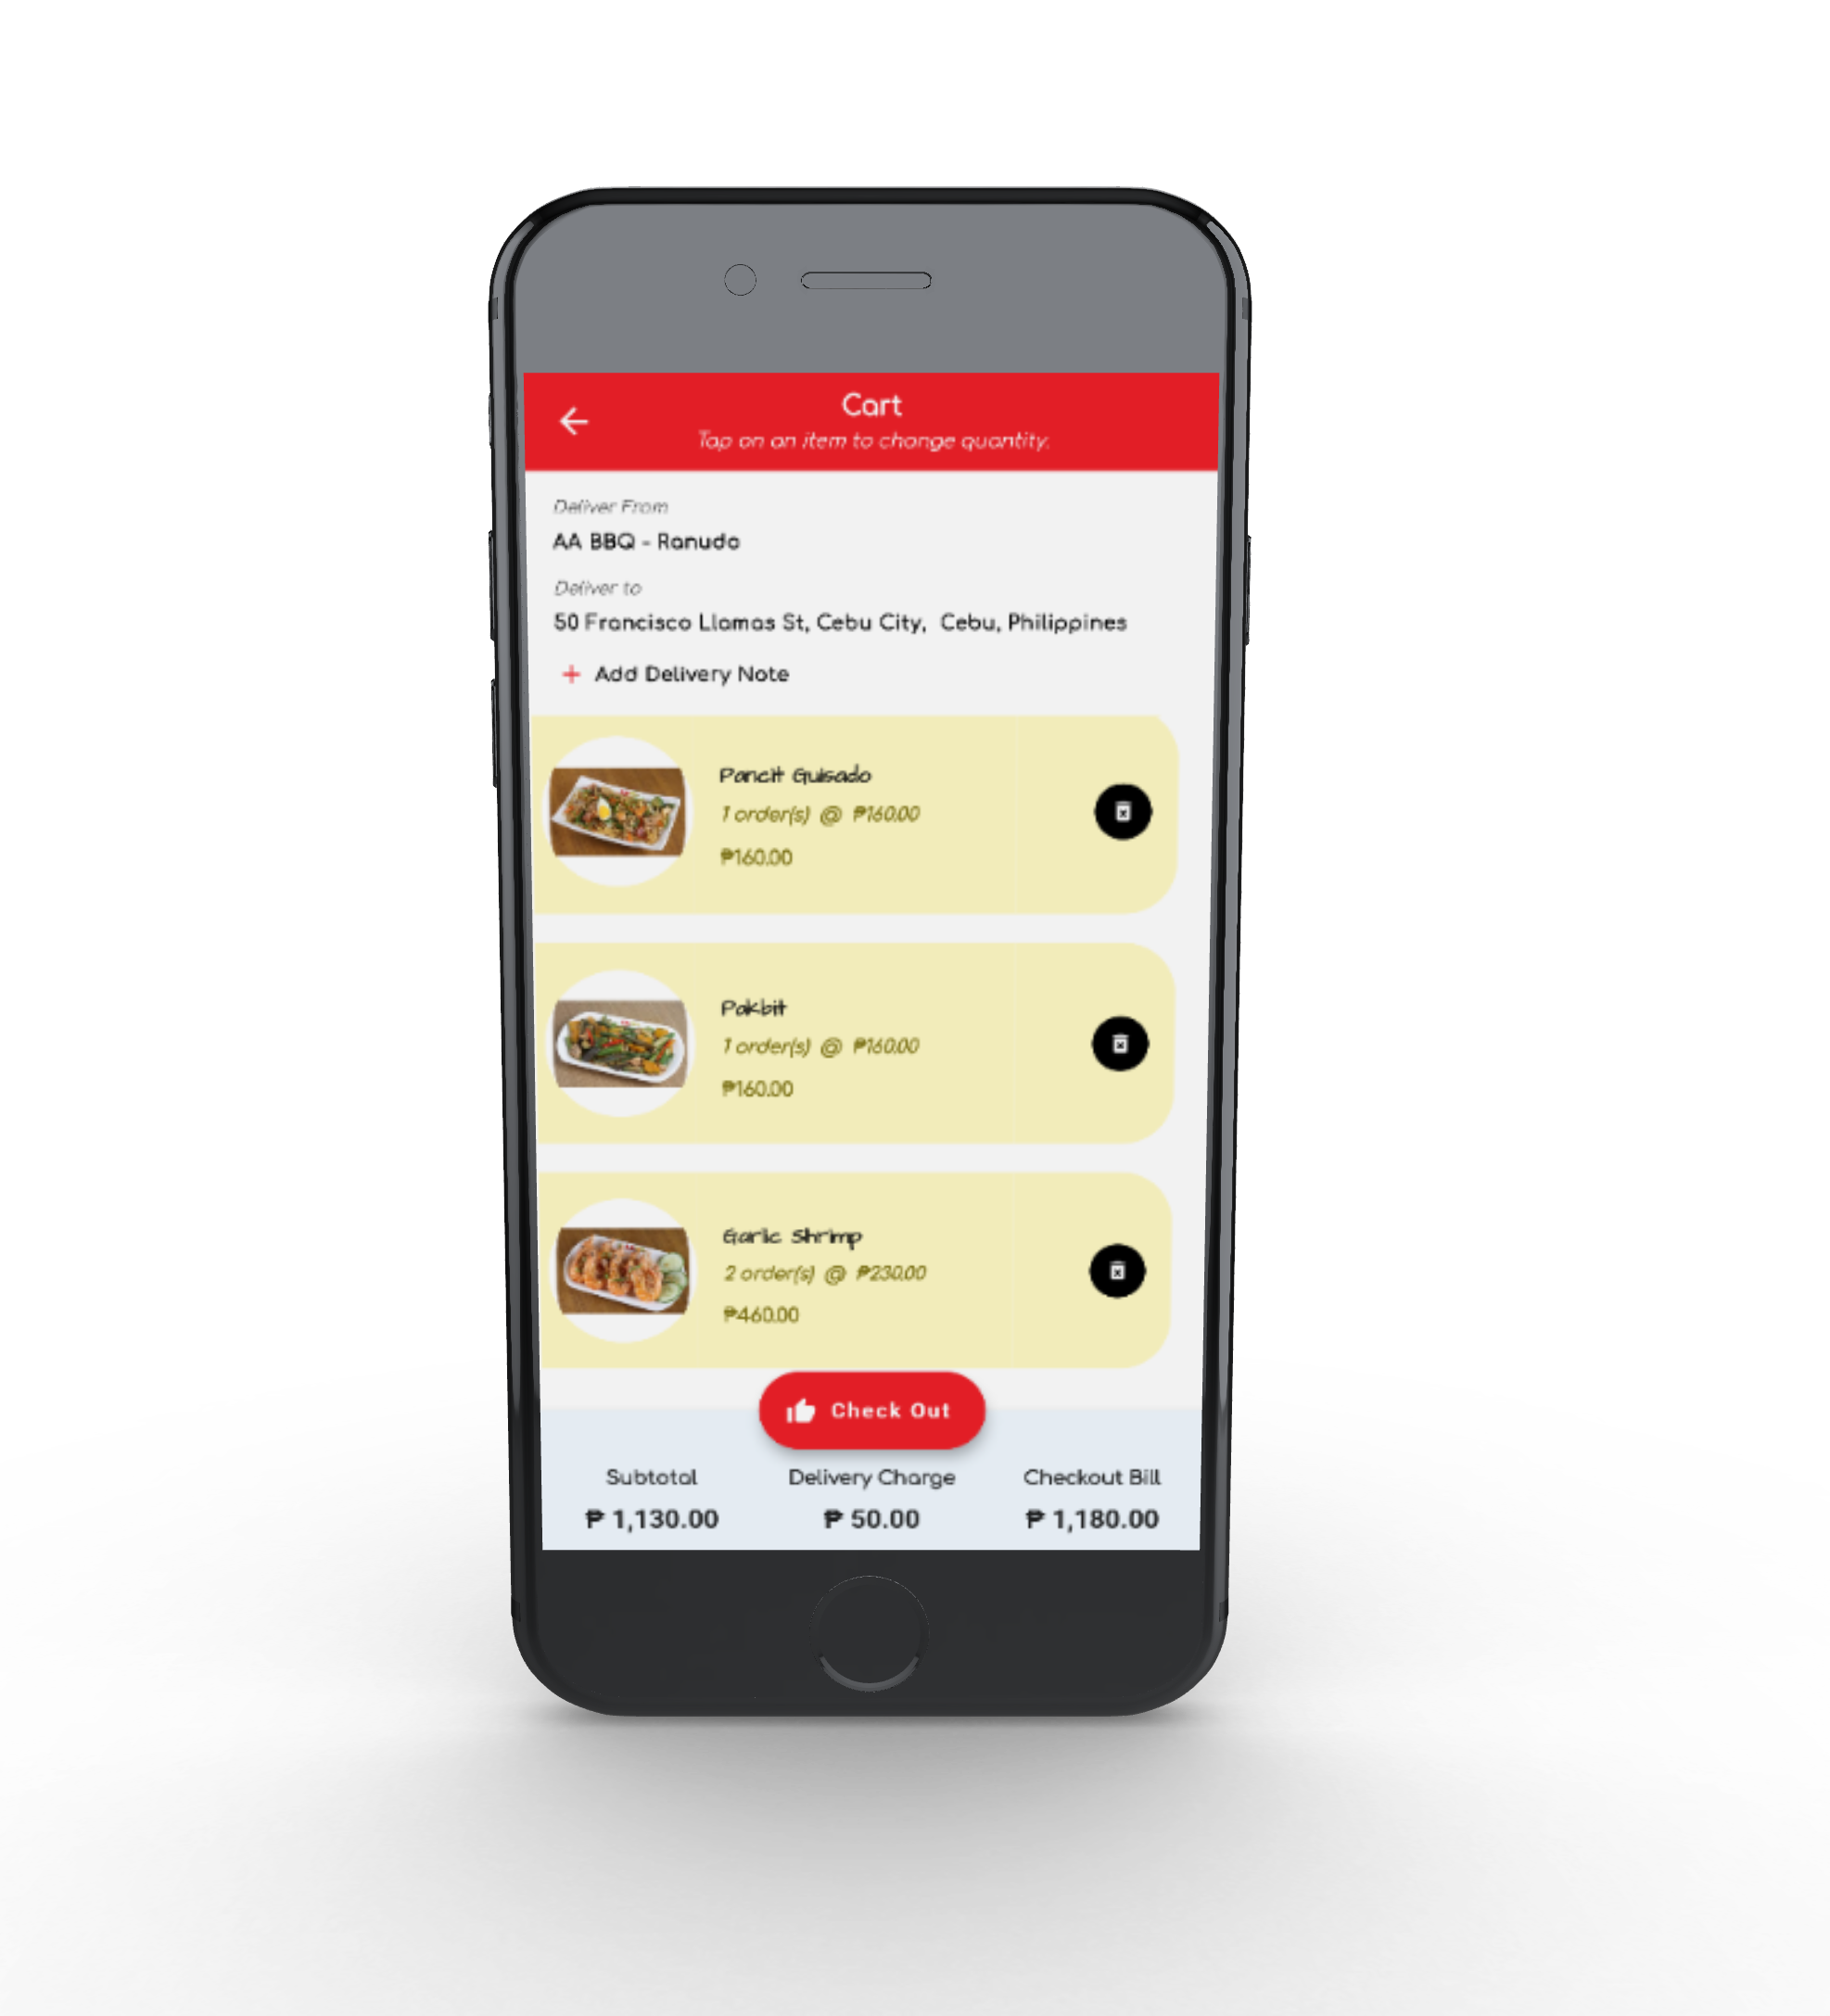 Cart
Tap on an item to change quantity.
Deliver From
AA BBQ - Ranudo
Deliver to
50 Francisco Llamas St, Cebu City, Cebu, Philippines
+ Add Delivery Note
Pancit Guisado
1 order(s) @ ₱160.00
₱160.00
Pakbit
1 order(s) @ ₱160.00
₱160.00
Garlic Shrimp
2 order(s) @ ₱230.00
₱460.00
Check Out
Subtotal Delivery Charge Checkout Bill
₱ 1,130.00 ₱ 50.00 ₱ 1,180.00